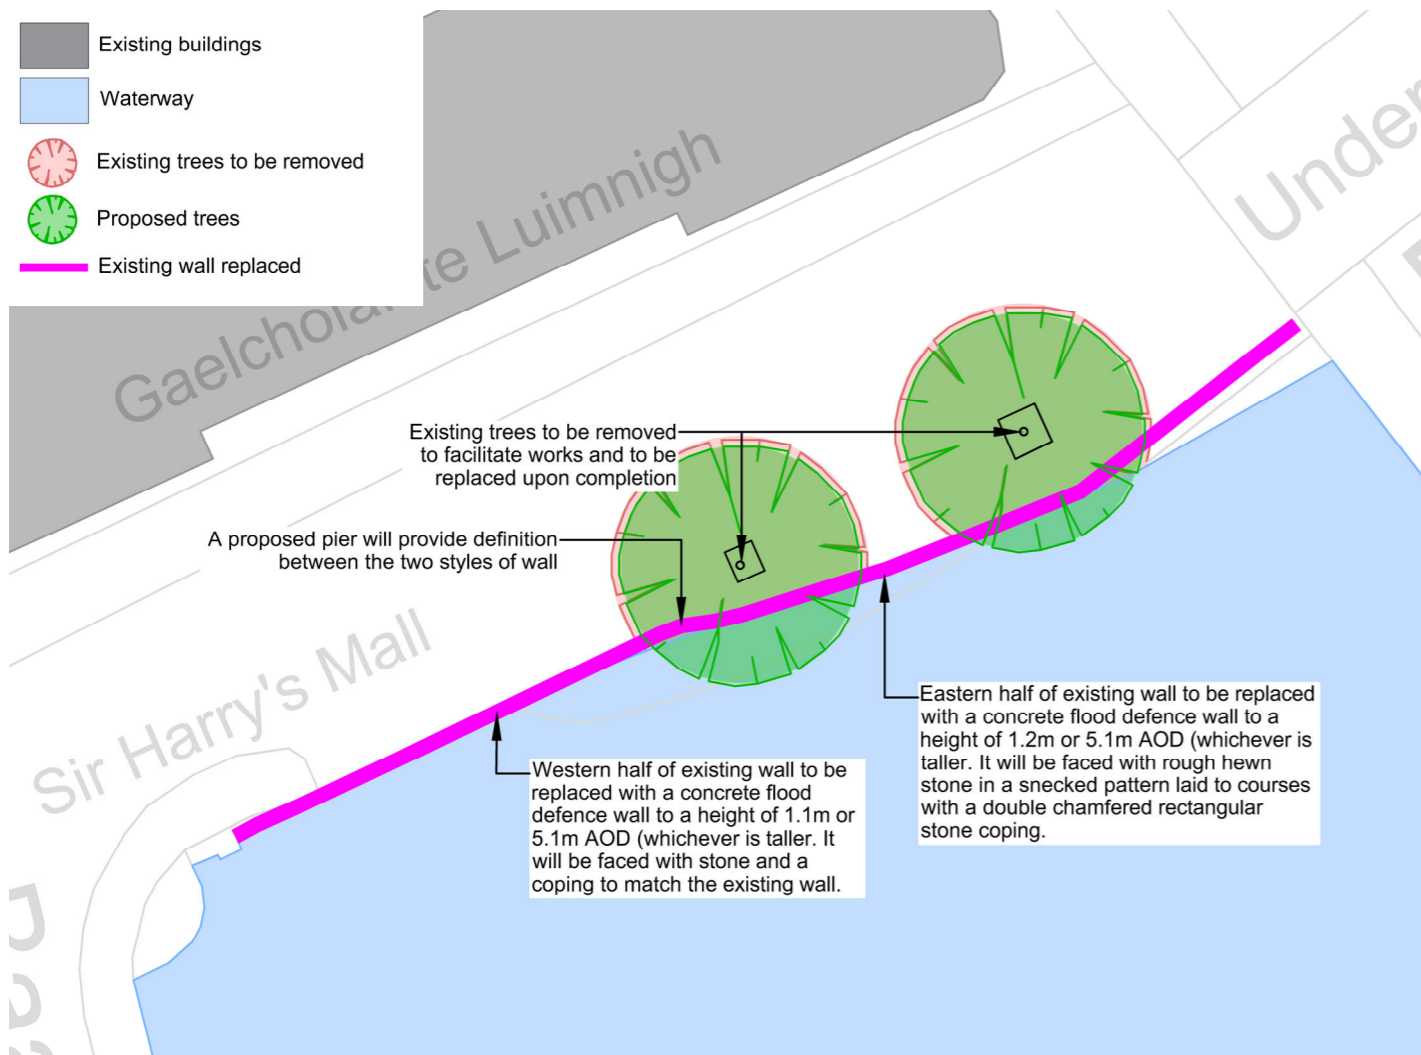 Existing buildings
Waterway
Existing trees to be removed
Proposed trees
Existing wall replaced
Luimnigh
Existing trees to be removed
to facilitate works and to be
replaced upon completion
A proposed pier will provide definition
between the two styles of wall
Sir Harry's Mall
Eastern half of existing wall to be replaced
with a concrete flood defence wall to a
height of 1.2m or 5.1m AOD (whichever is
taller. It will be faced with rough hewn
stone in a snecked pattern laid to courses
with a double chamfered rectangular
stone coping.
Western half of existing wall to be
replaced with a concrete flood
defence wall to a height of 1.1m or
5.1m AOD (whichever is taller. It
will be faced with stone and a
coping to match the existing wall.